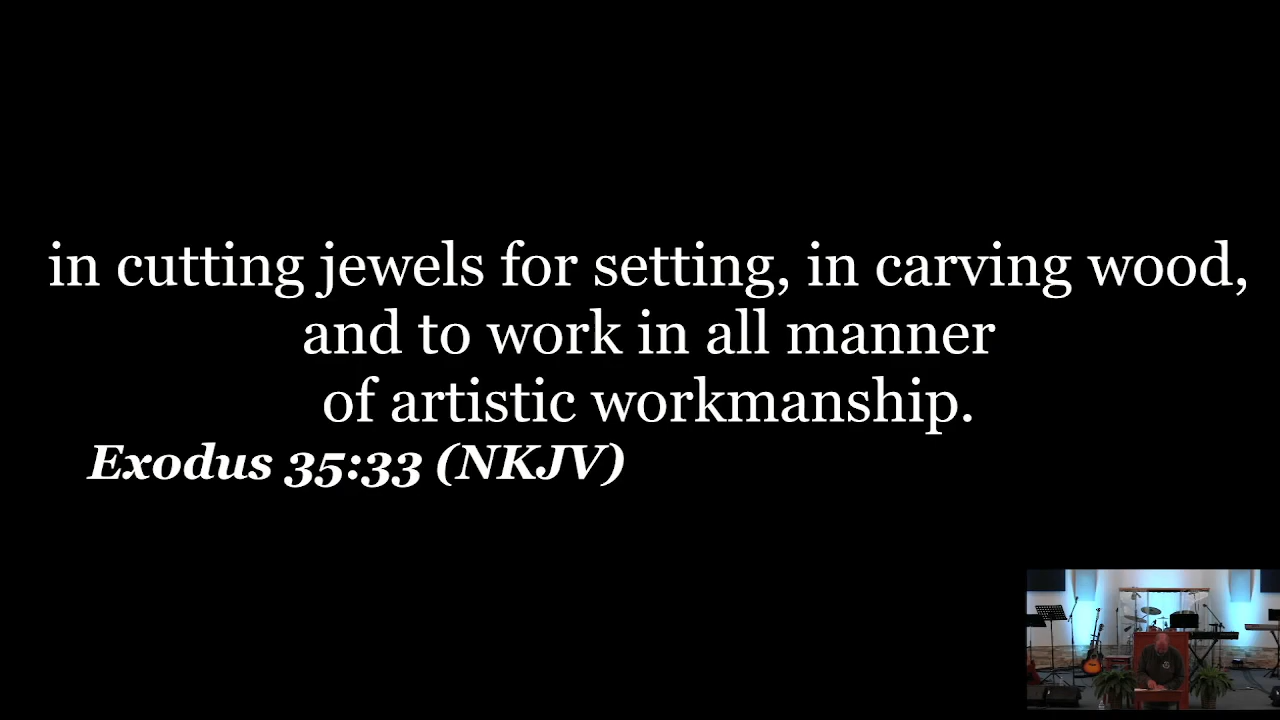 in cutting jewels for setting, in carving wood,
and to work in all manner
of artistic workmanship.
Exodus 35:33 (NKJV)